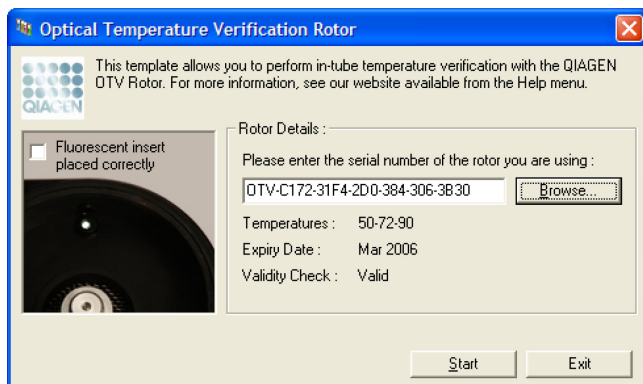 Optical Temperature Verification Rotor
This template allows you to perform in-tube temperature verification with the QIAGEN
OTV Rotor. For more information, see our website available from the Help menu.
QIAGEN
Fluorescent insert
placed correctly
Rotor Details :
Please enter the serial number of the rotor you are using :
OTV-C172-31F4-2D0-384-306-3B30
Browse...
Temperatures : 50-72-90
Expiry Date : Mar 2006
Validity Check : Valid
Start
Exit